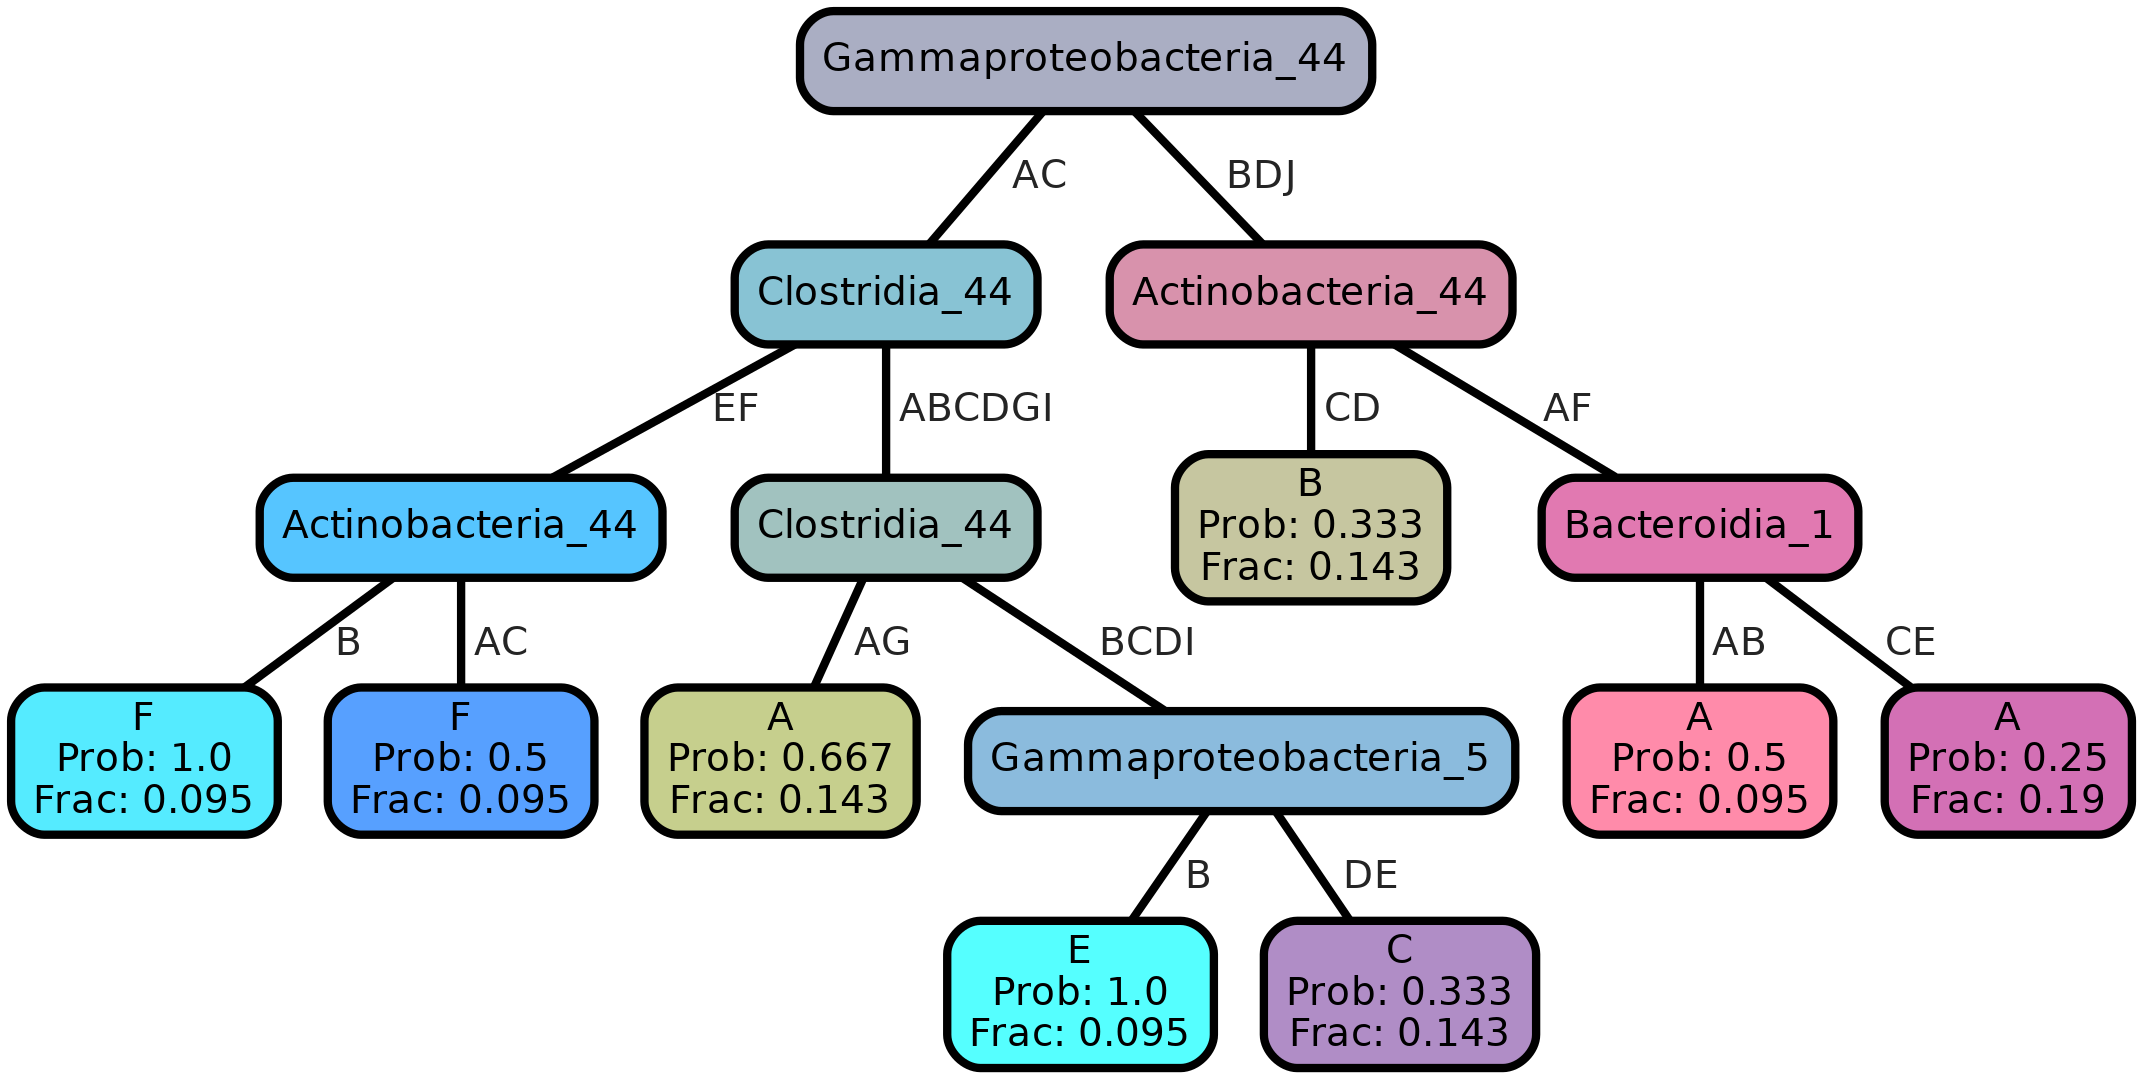 Gammaproteobacteria_44
AC
BDJ
Clostridia_44
Actinobacteria_44
EF
ABCDGI
CD
AF
Actinobacteria_44
Clostridia_44
B
Prob: 0.333
Frac: 0.143
Bacteroidia_1
B
AC
AG
BCDI
AB
CE
F
Prob: 1.0
Frac: 0.095
F
Prob: 0.5
Frac: 0.095
A
Prob: 0.667
Frac: 0.143
Gammaproteobacteria_5
A
Prob: 0.5
Frac: 0.095
A
Prob: 0.25
Frac: 0.19
B
DE
E
Prob: 1.0
Frac: 0.095
C
Prob: 0.333
Frac: 0.143